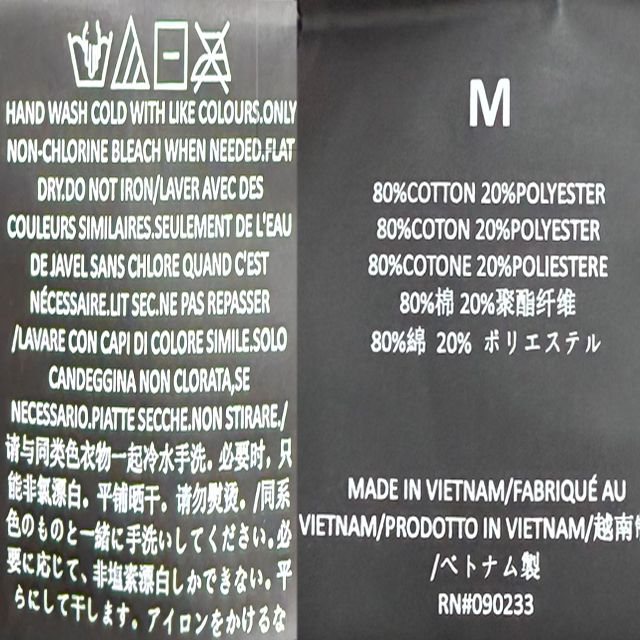 HAND WASH COLD WITH LIKE COLOURS.ONLY
NON-CHLORINE BLEACH WHEN NEEDED.FLAT
DRY.DO NOT IRON/LAVER AVEC DES
COULEURS SIMILAIRES.SEULEMENT DE L'EAU
DE JAVEL SANS CHLORE QUAND C'EST
NÉCESSAIRE.LIT SEC.NE PAS REPASSER
/LAVARE CON CAPI DI COLORE SIMILE.SOLO
CANDEGGINA NON CLORATA,SE
NECESSARIO.PIATTE SECCHE.NON STIRARE./
请与同类色衣物一起冷水手洗。必要时，只
能非氯漂白。平铺晒干。请勿熨烫。/同系
色のものと一緒に手洗いしてください。必
要に応じて、非塩素漂白しかできない。平
らにして干します。アイロンをかけるな
M
80%COTTON 20%POLYESTER
80%COTON 20%POLYESTER
80%COTONE 20%POLIESTERE
80%棉 20%聚酯纤维
80%綿 20% ポリエステル
MADE IN VIETNAM/FABRIQUÉ AU
VIETNAM/PRODOTTO IN VIETNAM/越南制
/ベトナム製
RN#090233